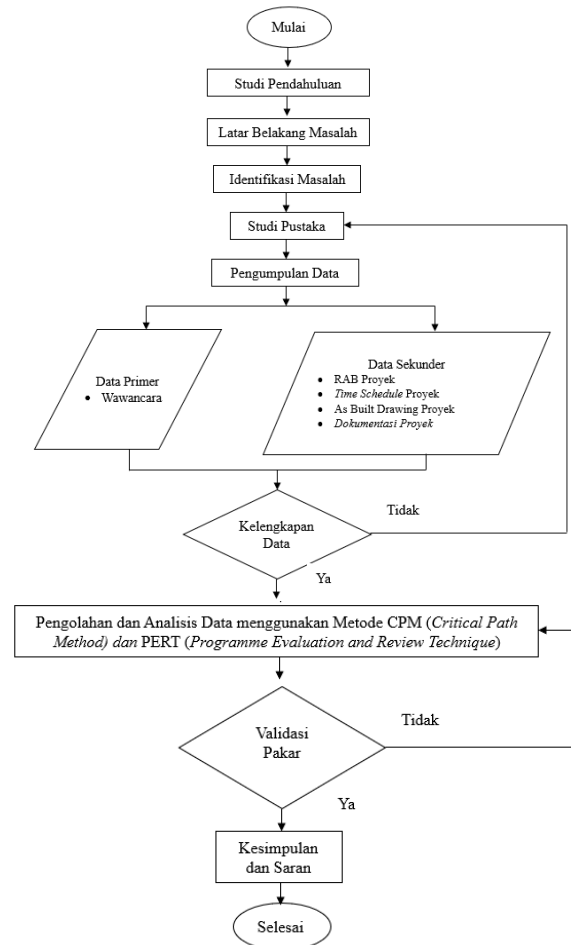 Mulai
Studi Pendahuluan
Latar Belakang Masalah
Identifikasi Masalah
Studi Pustaka
Pengumpulan Data
Data Primer
• Wawancara
Data Sekunder
• RAB Proyek
• Time Schedule Proyek
• As Built Drawing Proyek
• Dokumentasi Proyek
Kelengkapan
Data
Tidak
Ya
Pengolahan dan Analisis Data menggunakan Metode CPM (Critical Path
Method) dan PERT (Programme Evaluation and Review Technique)
Validasi
Pakar
Tidak
Ya
Kesimpulan
dan Saran
Selesai